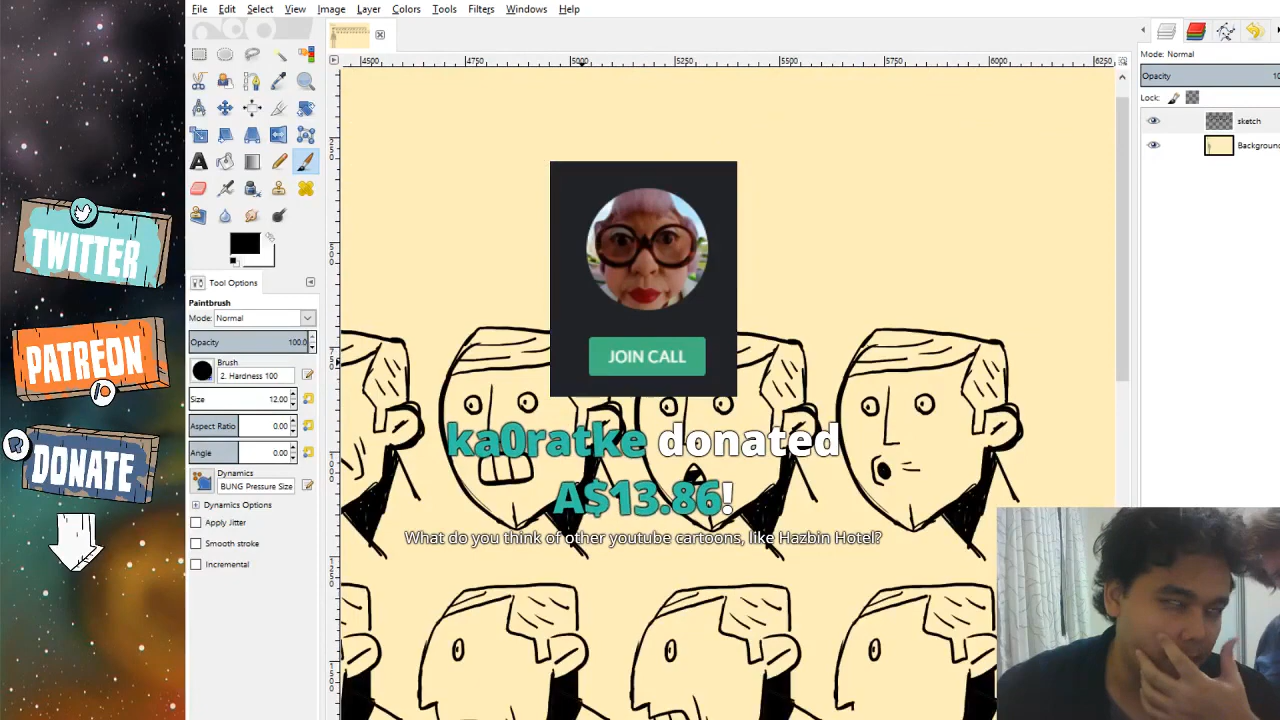 File Edit Select View Image Layer Colors Tools Filters Windows Help
4500 4750 5000 5250 5500 5750 6000 6250
Mode: Normal
Opacity 10
Lock:
sketch
Background
TWITTER
PATREON
DONATE
Tool Options
Paintbrush
Mode: Normal
Opacity 100.0
Brush
2. Hardness 100
Size 12.00
Aspect Ratio 0.00
Angle 0.00
Dynamics
BUNG Pressure Size
Dynamics Options
Apply Jitter
Smooth stroke
Incremental
JOIN CALL
ka0ratke donated
A$13.86!
What do you think of other youtube cartoons, like Hazbin Hotel?